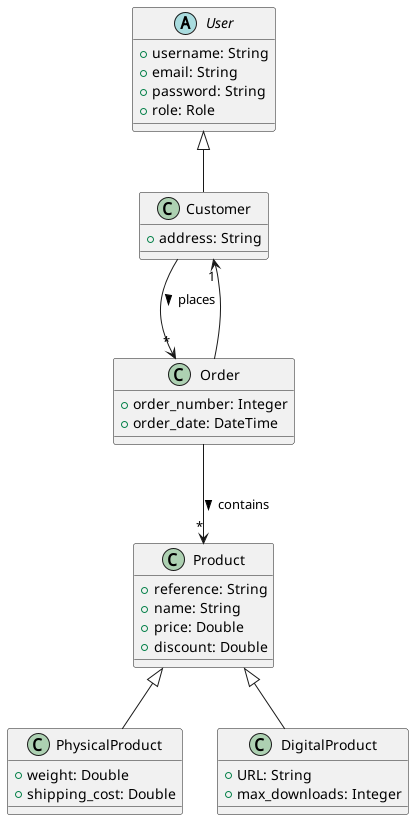 A User
+ username: String
+ email: String
+ password: String
+ role: Role
C Customer
+ address: String
1
places
*
C Order
+ order_number: Integer
+ order_date: DateTime
contains
*
C Product
+ reference: String
+ name: String
+ price: Double
+ discount: Double
C PhysicalProduct
+ weight: Double
+ shipping_cost: Double
C DigitalProduct
+ URL: String
+ max_downloads: Integer